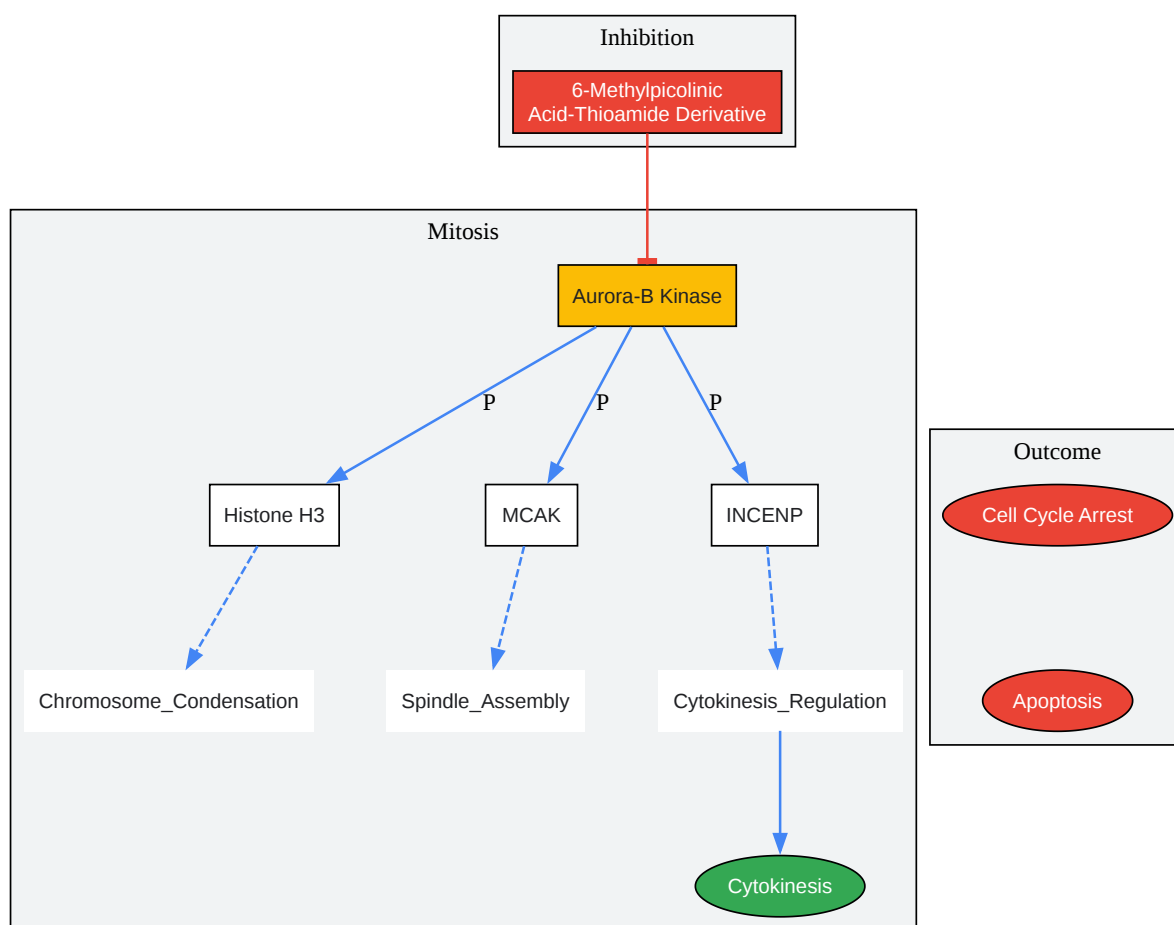 Inhibition
6-Methylpicolinic
Acid-Thioamide Derivative
Mitosis
Aurora-B Kinase
P
P
P
Histone H3
MCAK
INCENP
Chromosome_Condensation
Spindle_Assembly
Cytokinesis_Regulation
Cytokinesis
Outcome
Cell Cycle Arrest
Apoptosis